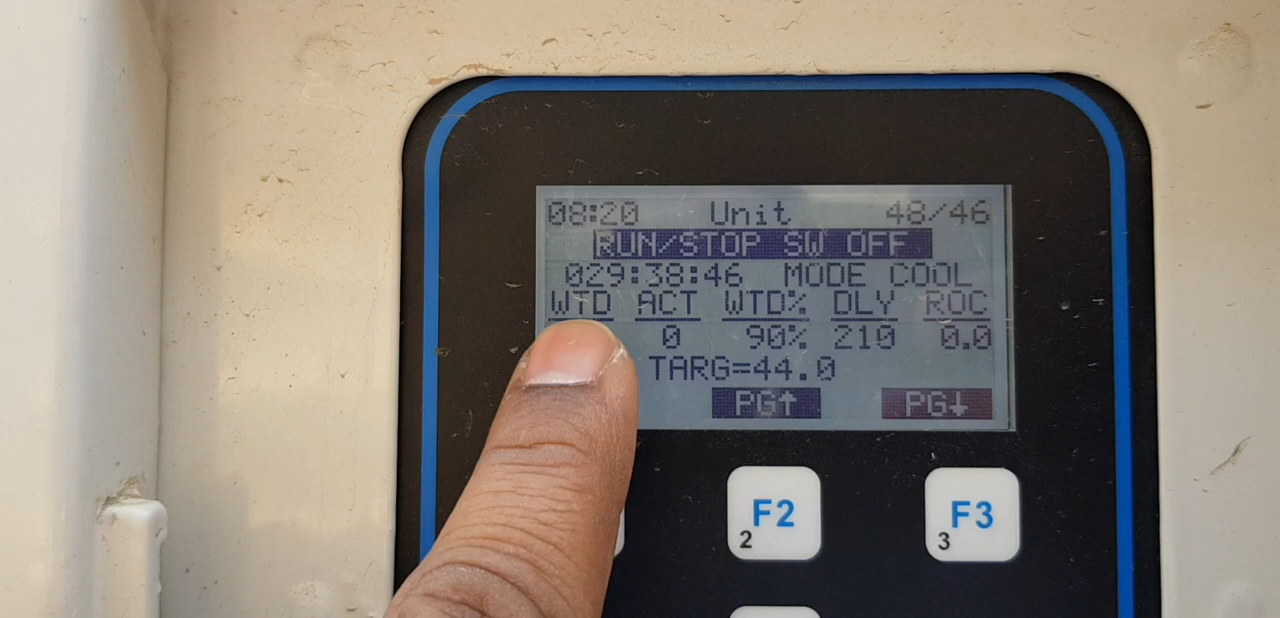 08:20 Unit 48/46
RUN/STOP SW OFF
029:38:46 MODE COOL
WTD ACT WTD% DLY ROC
0 90% 210 0.0
TARG=44.0
PG↑ PG↓
F2 F3
2 3